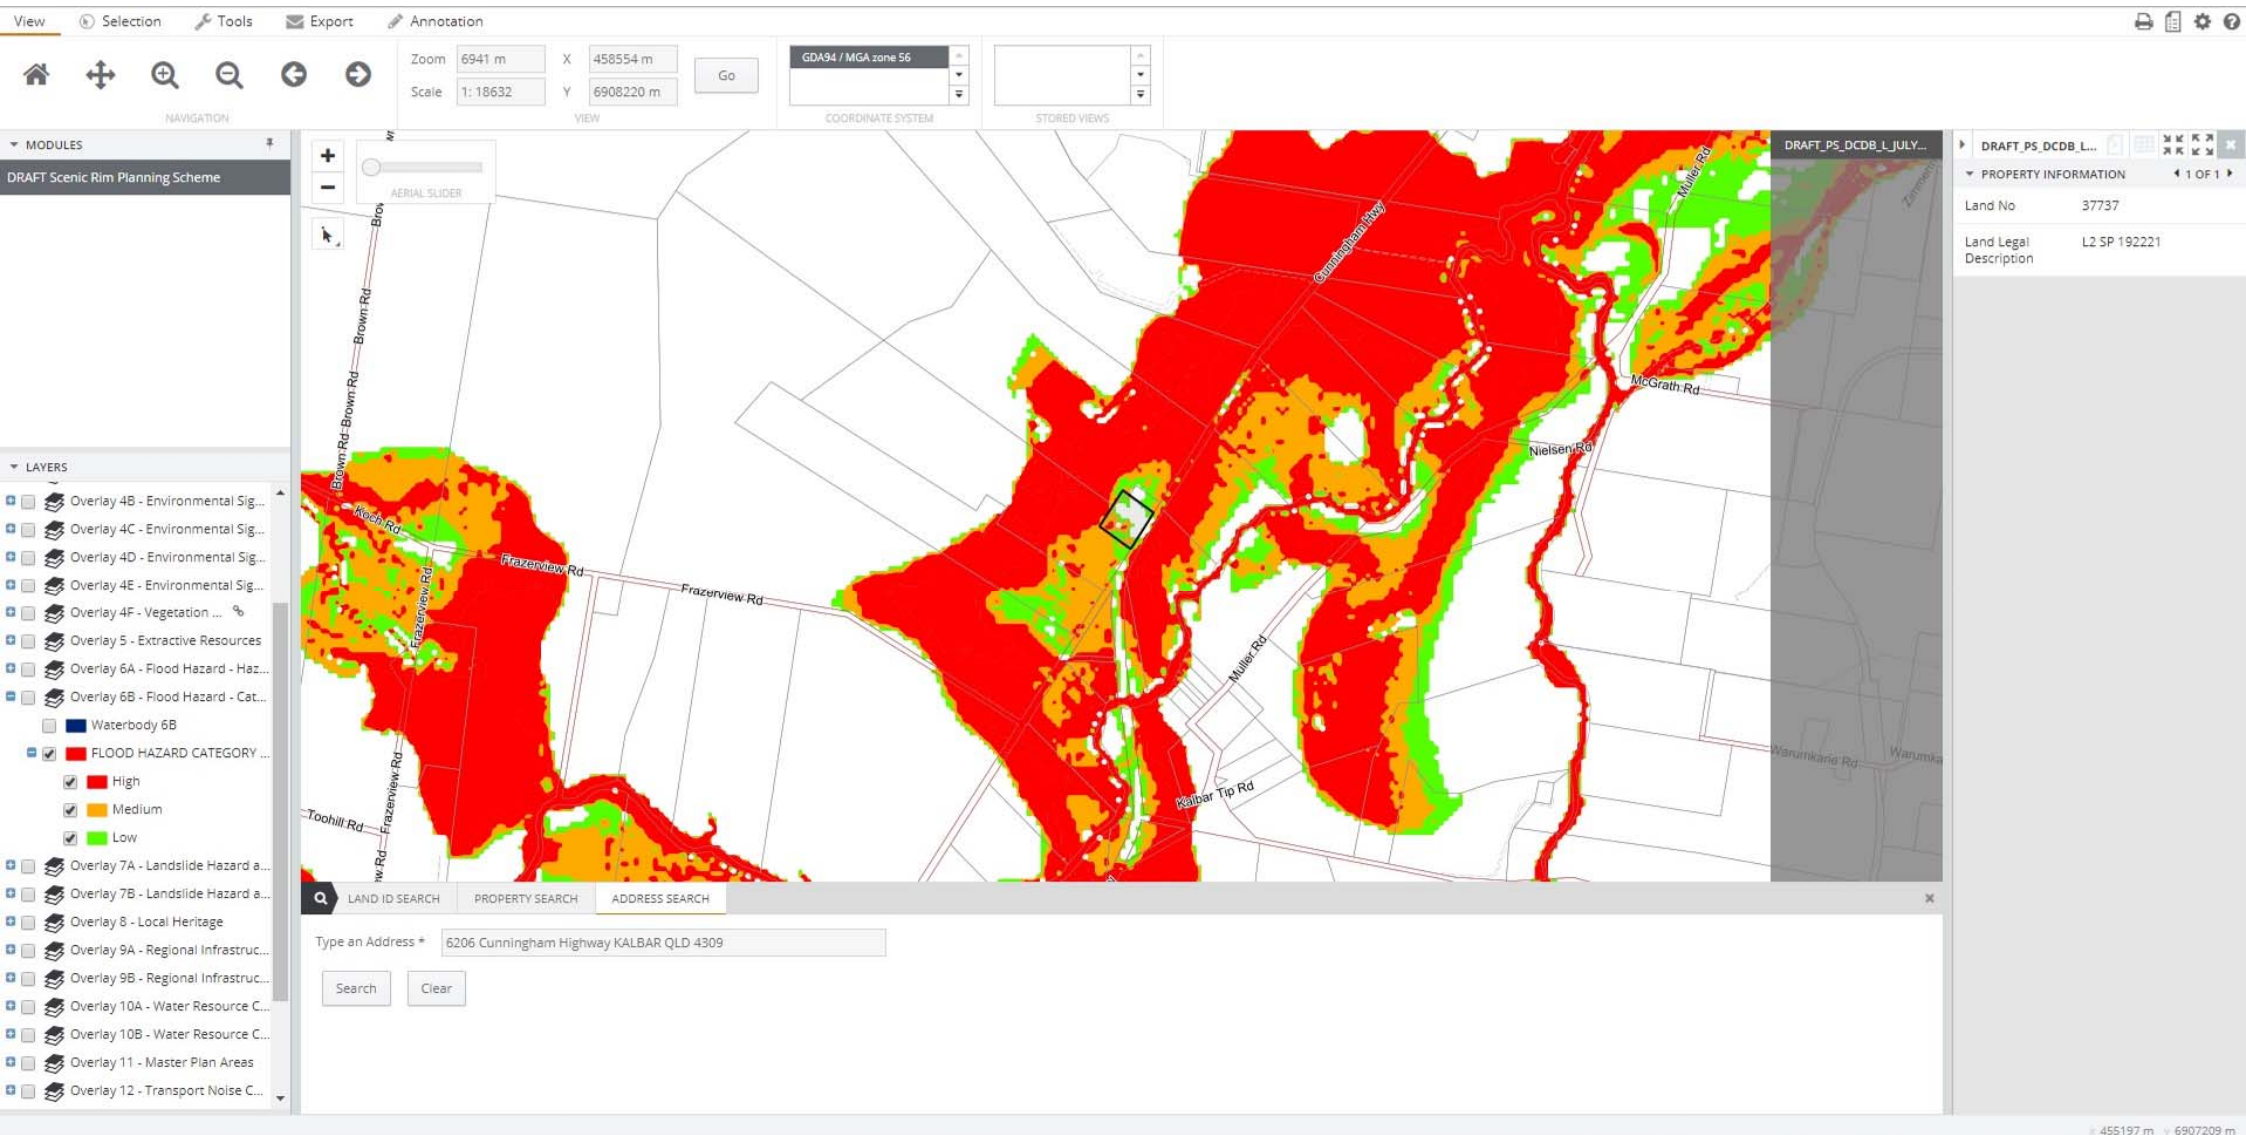 View Selection Tools Export Annotation
Zoom 6941 m X 458554 m
Go
Scale 1: 18632 Y 6908220 m
GDA94 / MGA zone 56
NAVIGATION VIEW COORDINATE SYSTEM STORED VIEWS
MODULES
DRAFT Scenic Rim Planning Scheme
LAYERS
Overlay 4B - Environmental Sig...
Overlay 4C - Environmental Sig...
Overlay 4D - Environmental Sig...
Overlay 4E - Environmental Sig...
Overlay 4F - Vegetation ...
Overlay 5 - Extractive Resources
Overlay 6A - Flood Hazard - Haz...
Overlay 6B - Flood Hazard - Cat...
Waterbody 6B
FLOOD HAZARD CATEGORY ...
High
Medium
Low
Overlay 7A - Landslide Hazard a...
Overlay 7B - Landslide Hazard a...
Overlay 8 - Local Heritage
Overlay 9A - Regional Infrastruc...
Overlay 9B - Regional Infrastruc...
Overlay 10A - Water Resource C...
Overlay 10B - Water Resource C...
Overlay 11 - Master Plan Areas
Overlay 12 - Transport Noise C...
AERIAL SLIDER
Brown Rd
Brown Rd
Brown Rd
Koch Rd
Frazerview Rd
Frazerview Rd
Frazerview Rd
Frazerview Rd
Toohill Rd
Cunningham Hwy
Muller Rd
McGrath Rd
Nielsen Rd
Muller Rd
Kalbar Tip Rd
Warumkarie Rd
Warumka
DRAFT_PS_DCDB_L_JULY...
DRAFT_PS_DCDB_L...
PROPERTY INFORMATION 1 OF 1
Land No 37737
Land Legal L2 SP 192221
Description
LAND ID SEARCH PROPERTY SEARCH ADDRESS SEARCH
Type an Address * 6206 Cunningham Highway KALBAR QLD 4309
Search Clear
x 455197 m y 6907209 m